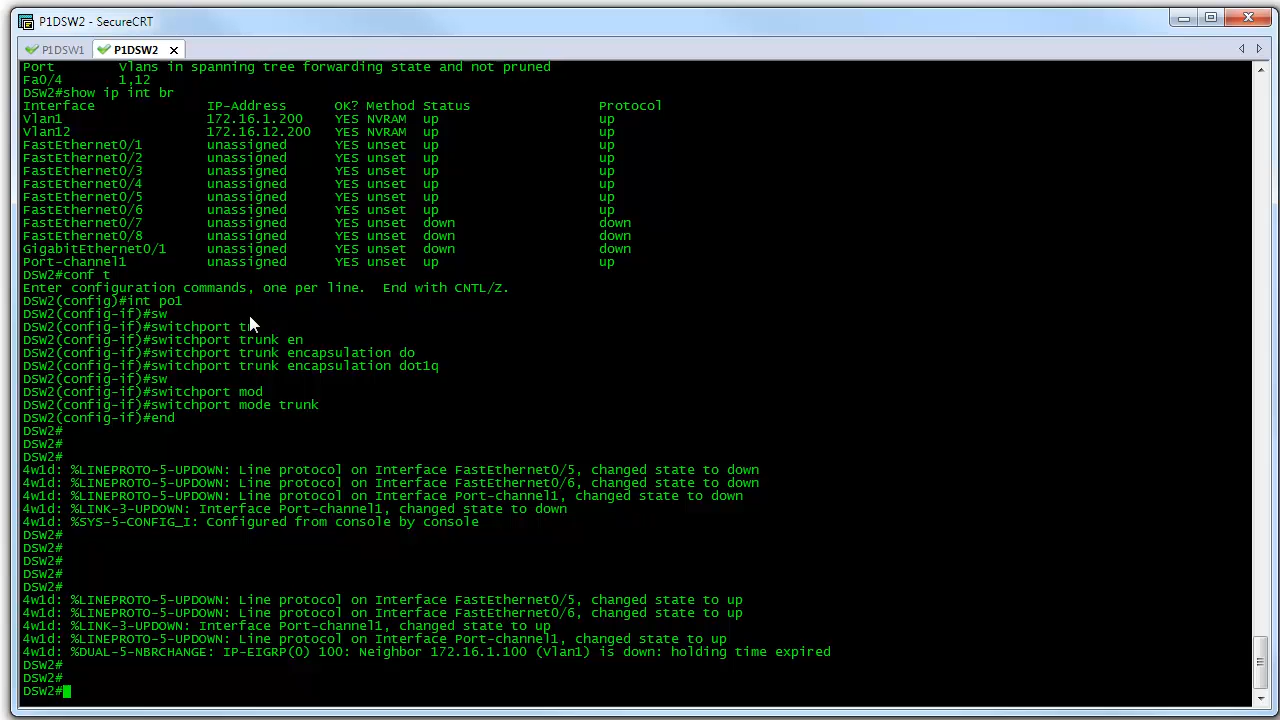 P1DSW2 - SecureCRT
P1DSW1 P1DSW2
Port        Vlans in spanning tree forwarding state and not pruned
Fa0/4       1,12
DSW2#show ip int br
Interface              IP-Address      OK? Method Status                Protocol
Vlan1                  172.16.1.200    YES NVRAM  up                    up
Vlan12                 172.16.12.200   YES NVRAM  up                    up
FastEthernet0/1        unassigned      YES unset  up                    up
FastEthernet0/2        unassigned      YES unset  up                    up
FastEthernet0/3        unassigned      YES unset  up                    up
FastEthernet0/4        unassigned      YES unset  up                    up
FastEthernet0/5        unassigned      YES unset  up                    up
FastEthernet0/6        unassigned      YES unset  up                    up
FastEthernet0/7        unassigned      YES unset  down                  down
FastEthernet0/8        unassigned      YES unset  down                  down
GigabitEthernet0/1     unassigned      YES unset  down                  down
Port-channel1          unassigned      YES unset  up                    up
DSW2#conf t
Enter configuration commands, one per line.  End with CNTL/Z.
DSW2(config)#int po1
DSW2(config-if)#sw
DSW2(config-if)#switchport tr
DSW2(config-if)#switchport trunk en
DSW2(config-if)#switchport trunk encapsulation do
DSW2(config-if)#switchport trunk encapsulation dot1q
DSW2(config-if)#sw
DSW2(config-if)#switchport mod
DSW2(config-if)#switchport mode trunk
DSW2(config-if)#end
DSW2#
DSW2#
DSW2#
4w1d: %LINEPROTO-5-UPDOWN: Line protocol on Interface FastEthernet0/5, changed state to down
4w1d: %LINEPROTO-5-UPDOWN: Line protocol on Interface FastEthernet0/6, changed state to down
4w1d: %LINEPROTO-5-UPDOWN: Line protocol on Interface Port-channel1, changed state to down
4w1d: %LINK-3-UPDOWN: Interface Port-channel1, changed state to down
4w1d: %SYS-5-CONFIG_I: Configured from console by console
DSW2#
DSW2#
DSW2#
DSW2#
DSW2#
4w1d: %LINEPROTO-5-UPDOWN: Line protocol on Interface FastEthernet0/5, changed state to up
4w1d: %LINEPROTO-5-UPDOWN: Line protocol on Interface FastEthernet0/6, changed state to up
4w1d: %LINK-3-UPDOWN: Interface Port-channel1, changed state to up
4w1d: %LINEPROTO-5-UPDOWN: Line protocol on Interface Port-channel1, changed state to up
4w1d: %DUAL-5-NBRCHANGE: IP-EIGRP(0) 100: Neighbor 172.16.1.100 (Vlan1) is down: holding time expired
DSW2#
DSW2#
DSW2#